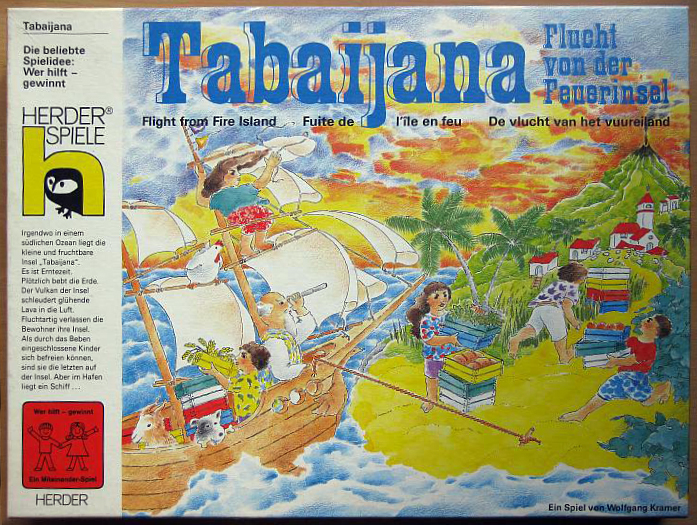 Tabaijana
Die beliebte
Spielidee:
Wer hilft –
gewinnt
HERDER®
SPIELE
h
Irgendwo in einem
südlichen Ozean liegt die
kleine und fruchtbare
Insel „Tabaijana".
Es ist Erntezeit.
Plötzlich bebt die Erde.
Der Vulkan der Insel
schleudert glühende
Lava in die Luft.
Fluchtartig verlassen die
Bewohner ihre Insel.
Als durch das Beben
eingeschlossene Kinder
sich befreien können,
sind sie die letzten auf
der Insel. Aber im Hafen
liegt ein Schiff ...
Wer hilft – gewinnt
Ein Miteinander-Spiel
HERDER
Tabaijana
Flucht
von der
Feuerinsel
Flight from Fire Island Fuite de l'île en feu De vlucht van het vuureiland
Ein Spiel von Wolfgang Kramer